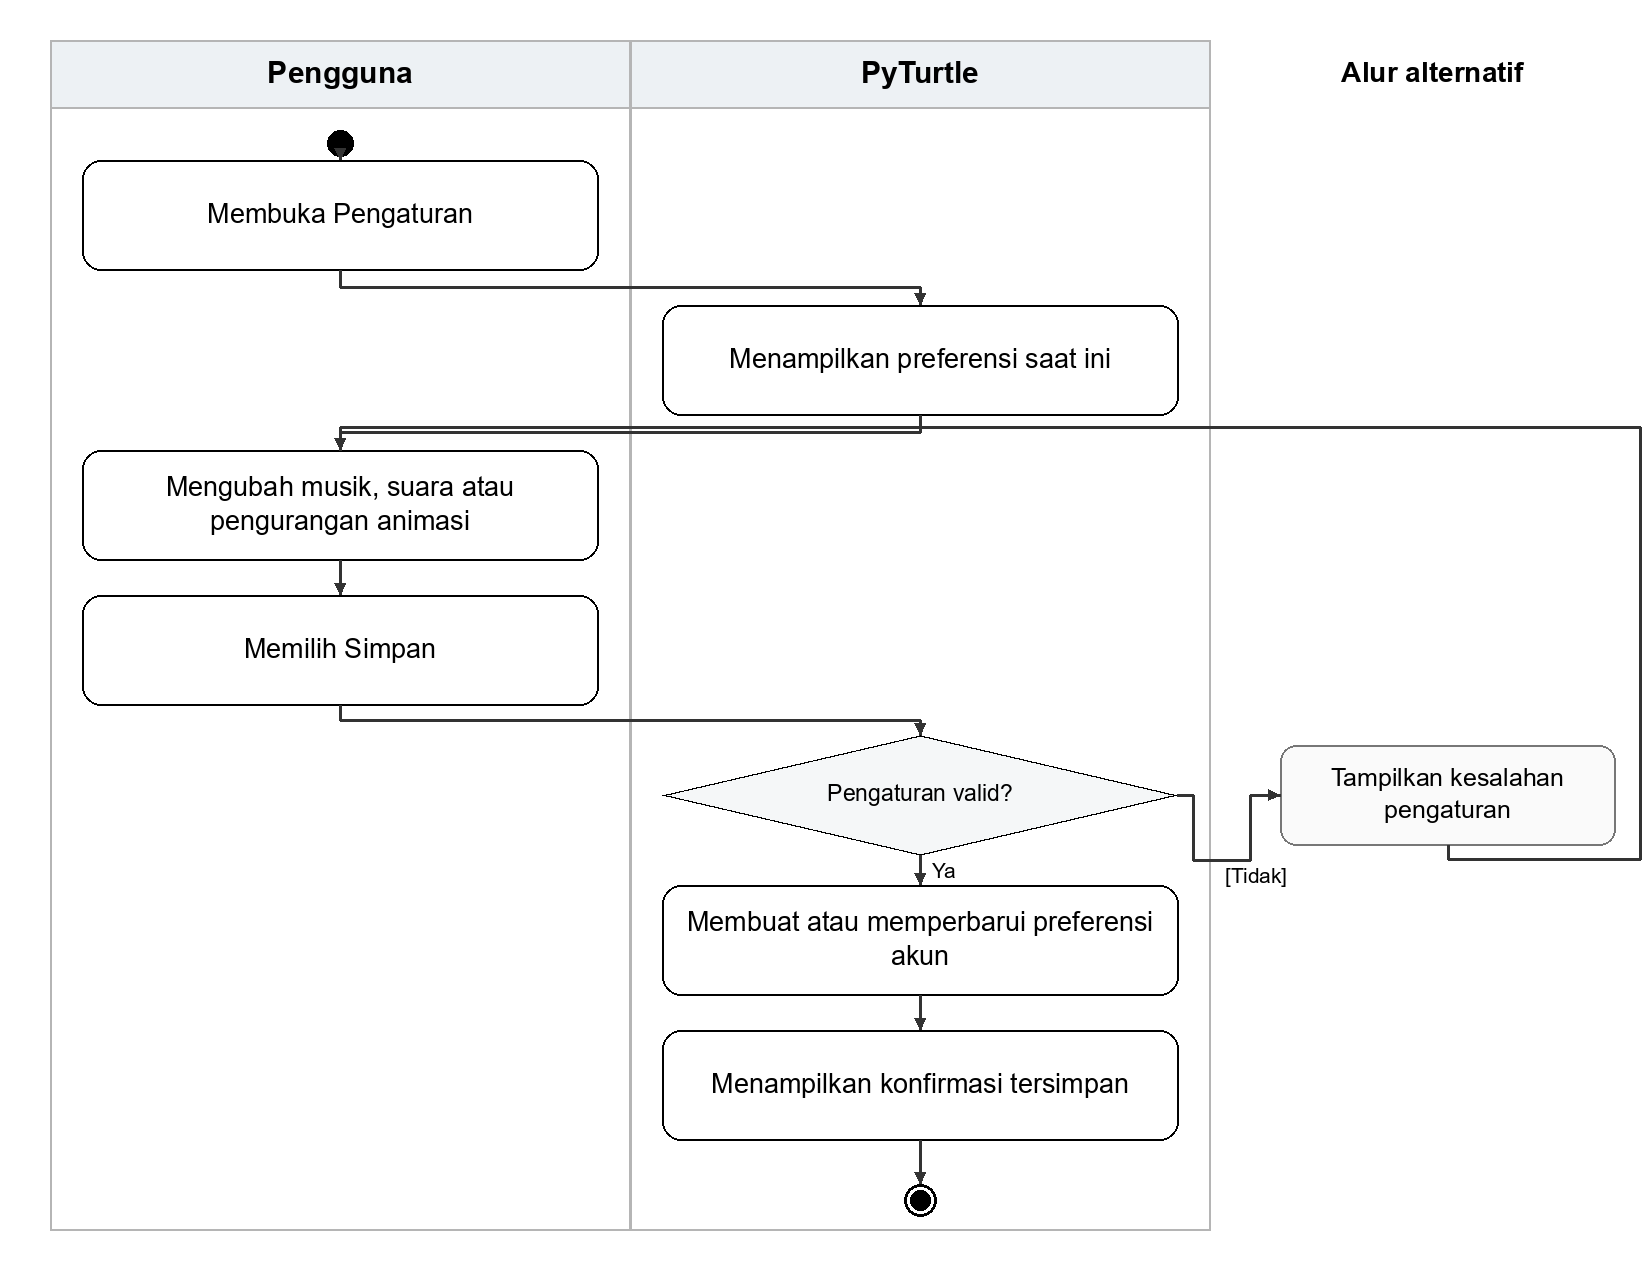 Pengguna
PyTurtle
Alur alternatif
Membuka Pengaturan
Menampilkan preferensi saat ini
Mengubah musik, suara atau
pengurangan animasi
Memilih Simpan
Pengaturan valid?
Tampilkan kesalahan
pengaturan
Ya
[Tidak]
Membuat atau memperbarui preferensi
akun
Menampilkan konfirmasi tersimpan